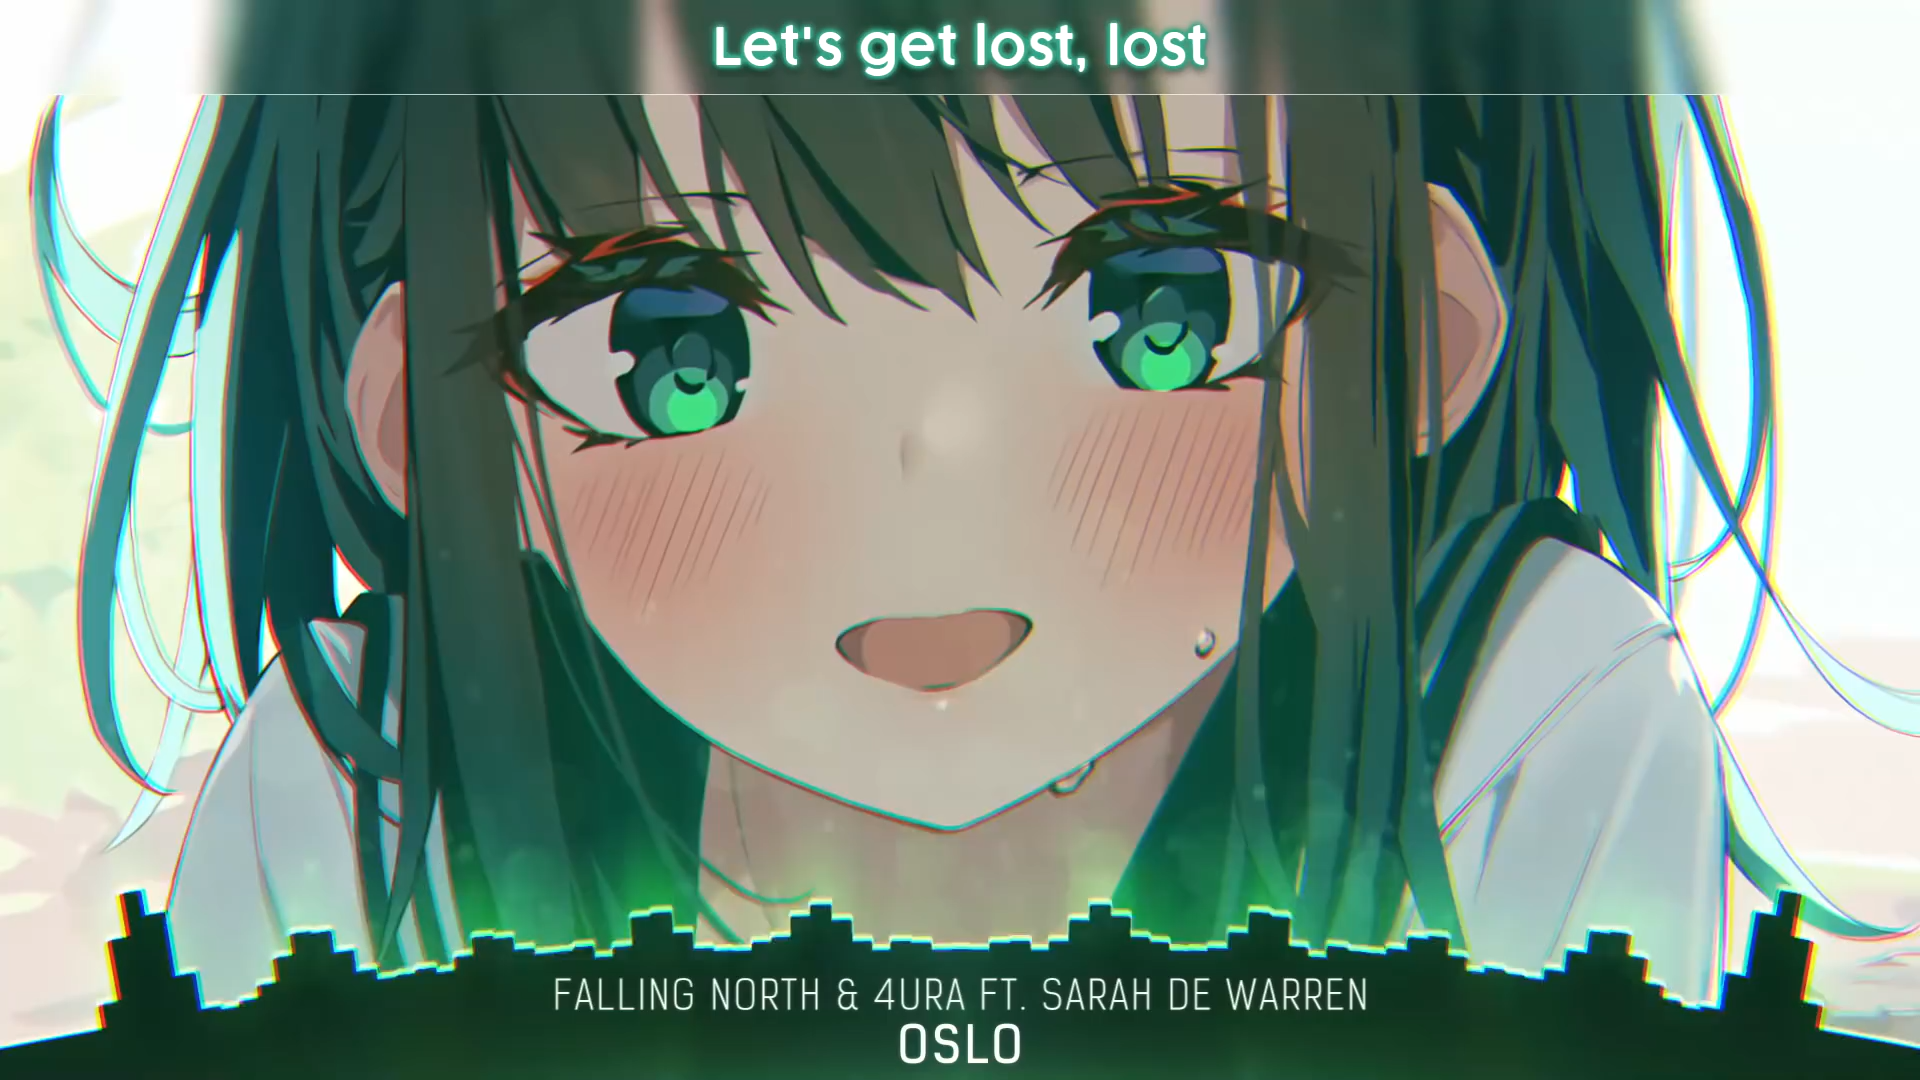 Let's get lost, lost
FALLING NORTH & 4URA FT. SARAH DE WARREN
OSLO